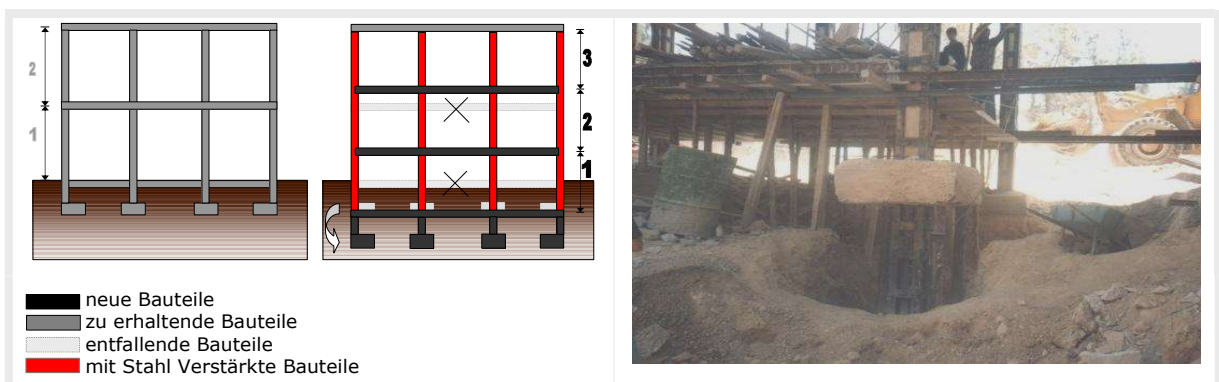 2
1
3
2
1
neue Bauteile
zu erhaltende Bauteile
entfallende Bauteile
mit Stahl Verstärkte Bauteile